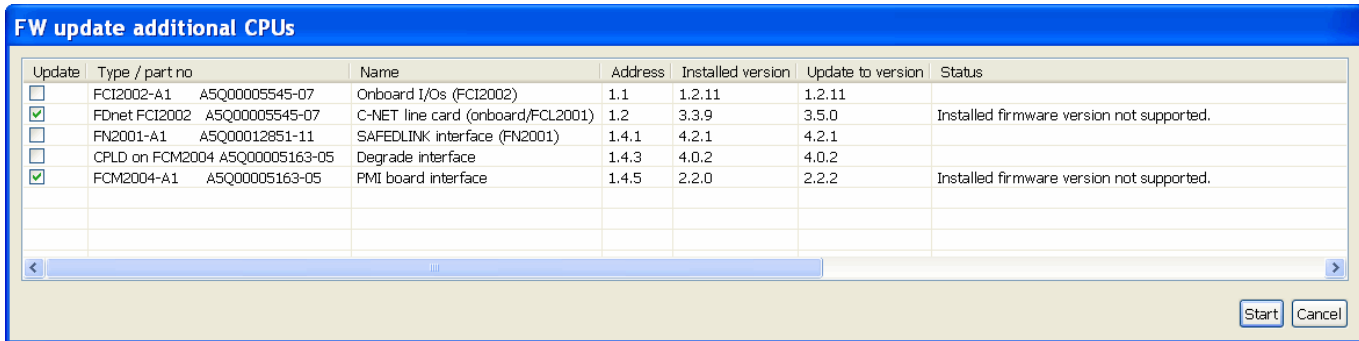 FW update additional CPUs
Update Type / part no Name Address Installed version Update to version Status
FCI2002-A1 A5Q00005545-07 Onboard I/Os (FCI2002) 1.1 1.2.11 1.2.11
FDnet FCI2002 A5Q00005545-07 C-NET line card (onboard/FCL2001) 1.2 3.3.9 3.5.0 Installed firmware version not supported.
FN2001-A1 A5Q00012851-11 SAFEDLINK interface (FN2001) 1.4.1 4.2.1 4.2.1
CPLD on FCM2004 A5Q00005163-05 Degrade interface 1.4.3 4.0.2 4.0.2
FCM2004-A1 A5Q00005163-05 PMI board interface 1.4.5 2.2.0 2.2.2 Installed firmware version not supported.
Start Cancel